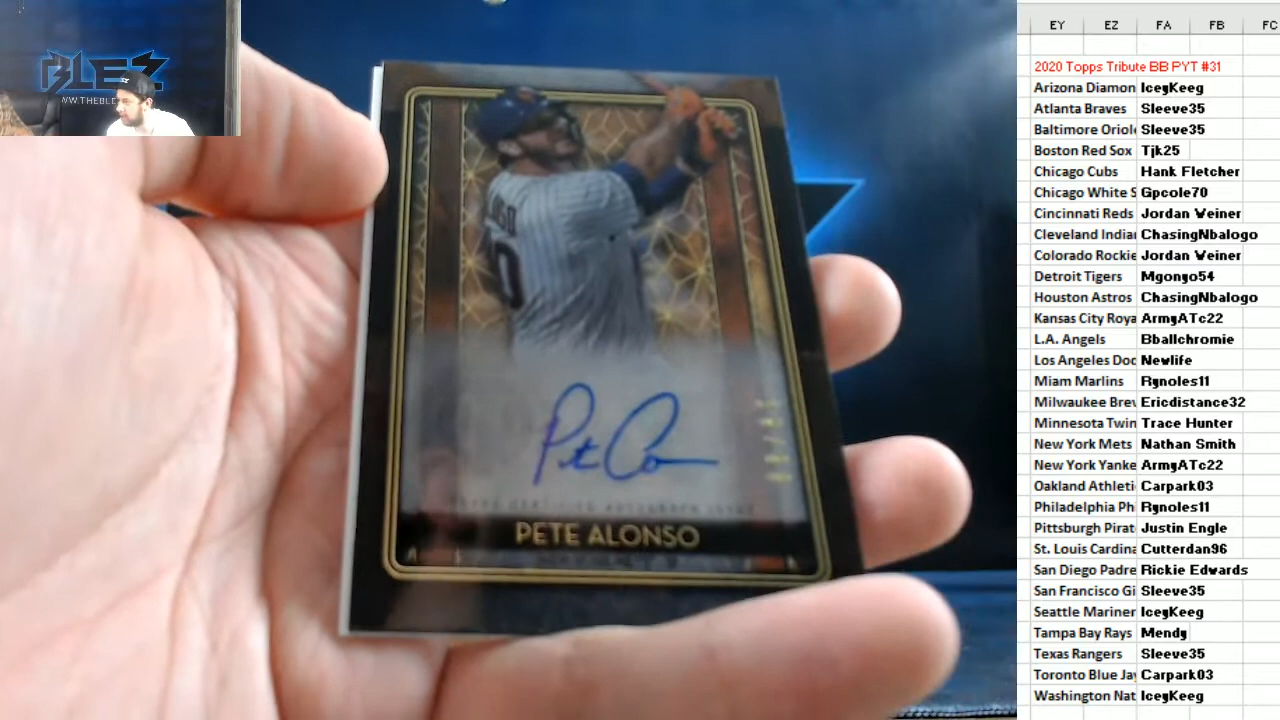 BLEZ
EY EZ FA FB FC
2020 Topps Tribute BB PYT #31
Arizona Diamon IceyKeeg
Atlanta Braves Sleeve35
Baltimore Oriole Sleeve35
Boston Red Sox Tjk25
Chicago Cubs Hank Fletcher
Chicago White S Gpcole70
Cincinnati Reds Jordan Weiner
Cleveland Indian ChasingNbalogo
Colorado Rockie Jordan Weiner
Detroit Tigers Mgonyo54
Houston Astros ChasingNbalogo
Kansas City Roya ArmyATc22
L.A. Angels Bballchromie
Los Angeles Dod Newlife
Miam Marlins Rynoles11
Milwaukee Brew Ericdistance32
Minnesota Twin Trace Hunter
New York Mets Nathan Smith
New York Yanke ArmyATc22
Oakland Athleti Carpark03
Philadelphia Ph Rynoles11
Pittsburgh Pirat Justin Engle
St. Louis Cardina Cutterdan96
San Diego Padre Rickie Edwards
San Francisco Gi Sleeve35
Seattle Mariner IceyKeeg
Tampa Bay Rays Mendy
Texas Rangers Sleeve35
Toronto Blue Jay Carpark03
Washington Nat IceyKeeg
PETE ALONSO